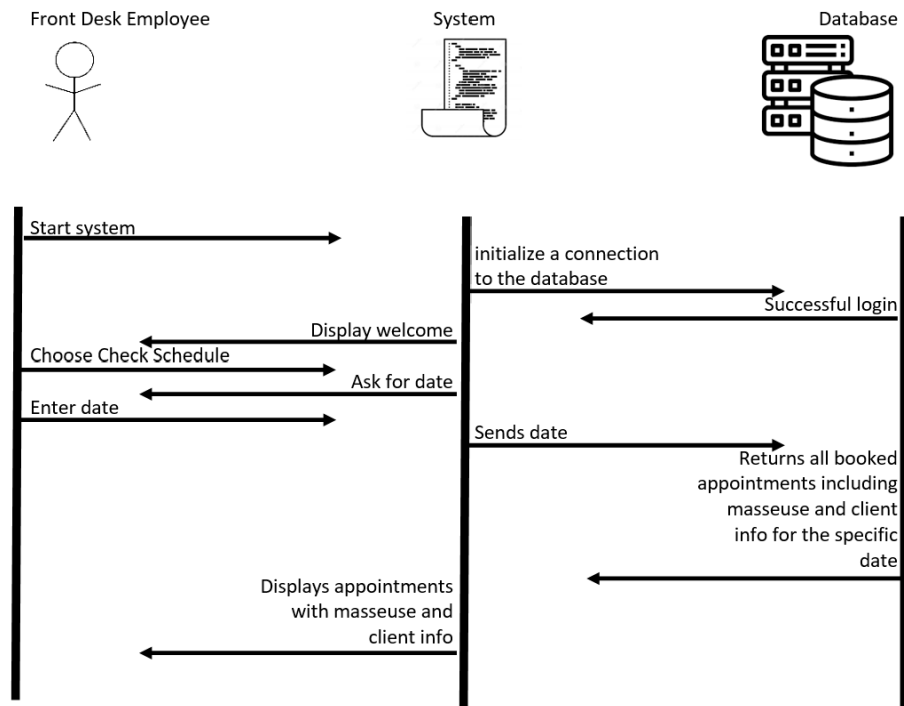 Front Desk Employee
System
Database
Start system
initialize a connection
to the database
Successful login
Display welcome
Choose Check Schedule
Ask for date
Enter date
Sends date
Returns all booked
appointments including
masseuse and client
info for the specific
date
Displays appointments
with masseuse and
client info